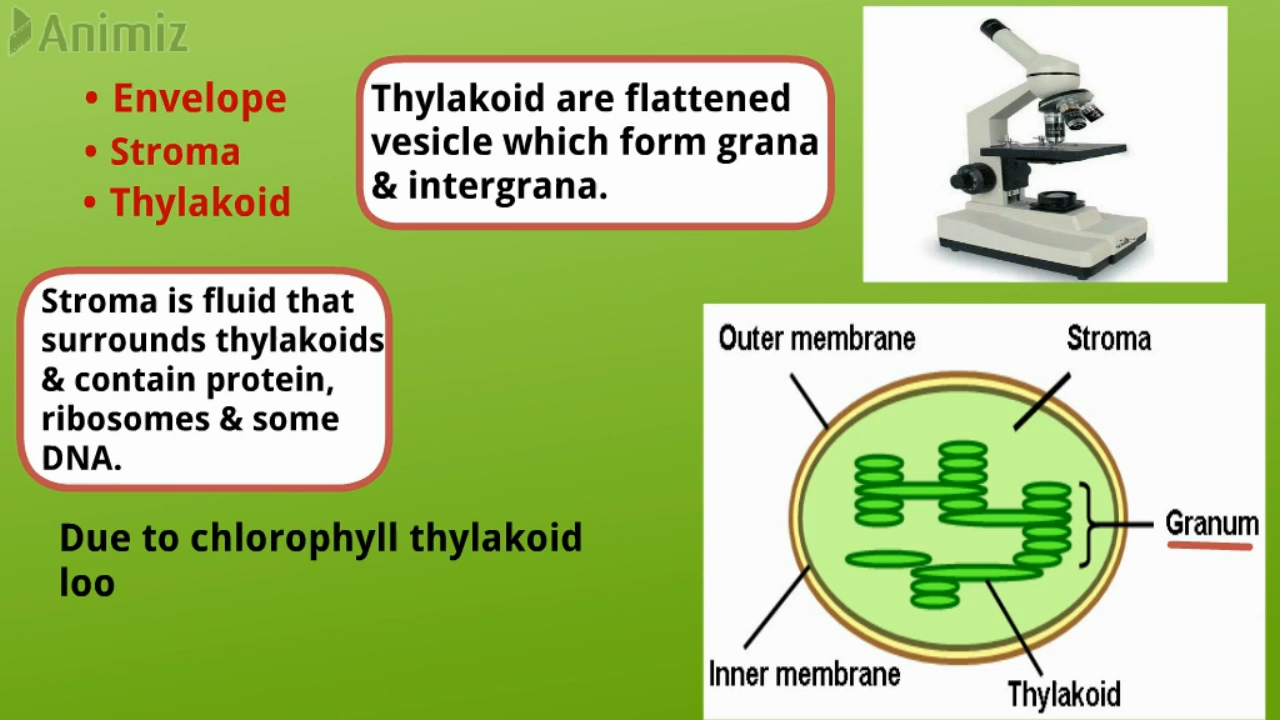 Animiz
• Envelope
• Stroma
• Thylakoid
Thylakoid are flattened
vesicle which form grana
& intergrana.
Stroma is fluid that
surrounds thylakoids
& contain protein,
ribosomes & some
DNA.
Due to chlorophyll thylakoid
loo
Outer membrane
Stroma
Granum
Inner membrane
Thylakoid